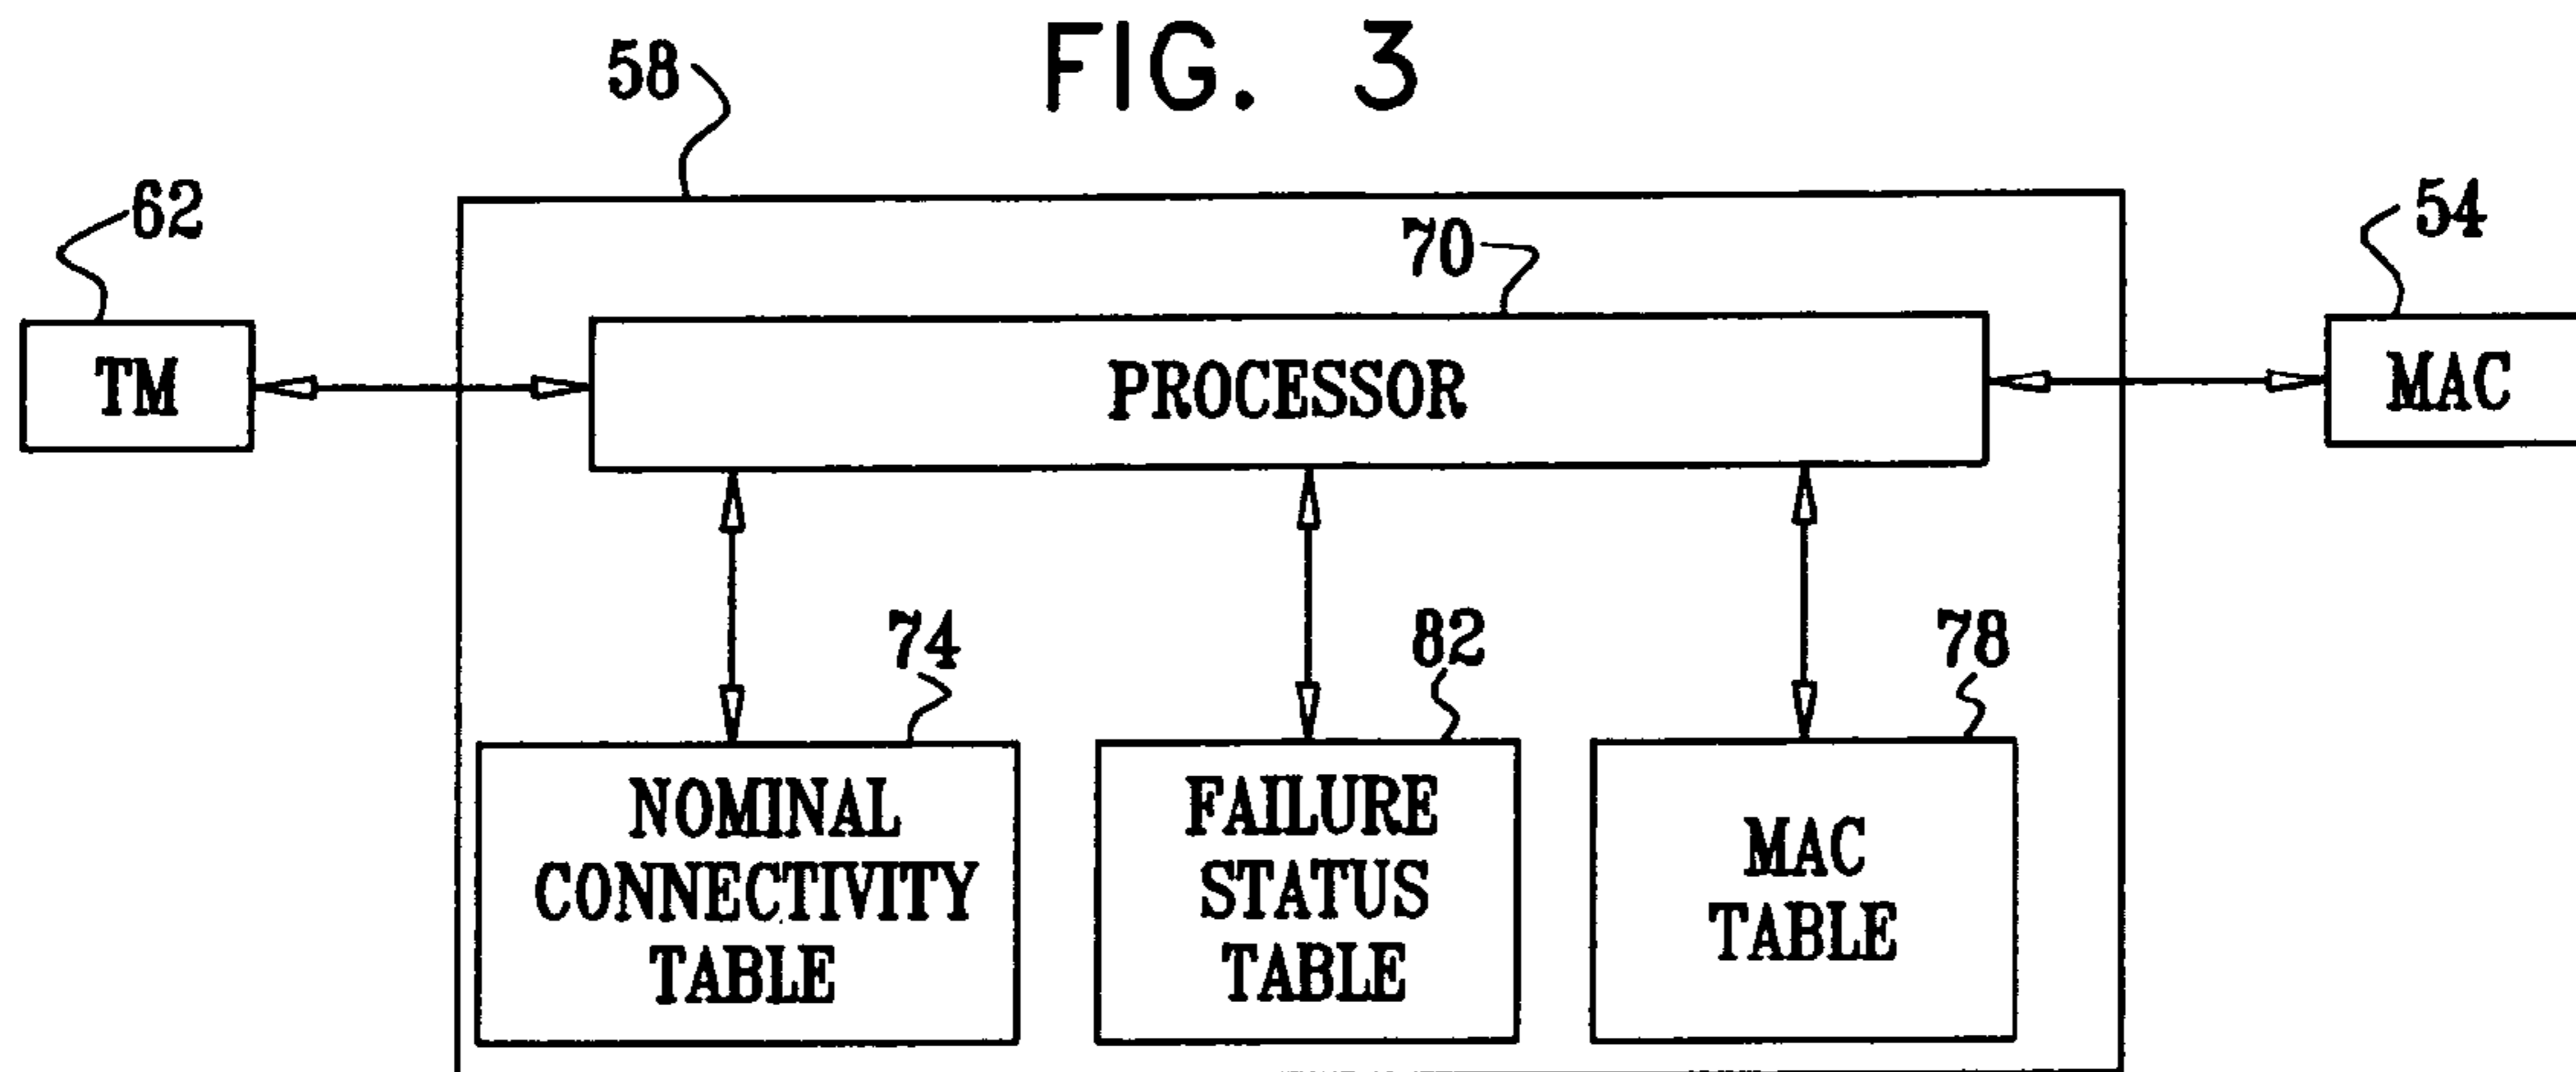 FIG. 3
58
62
54
70
TM
PROCESSOR
MAC
74
82
78
NOMINAL
CONNECTIVITY
TABLE
FAILURE
STATUS
TABLE
MAC
TABLE